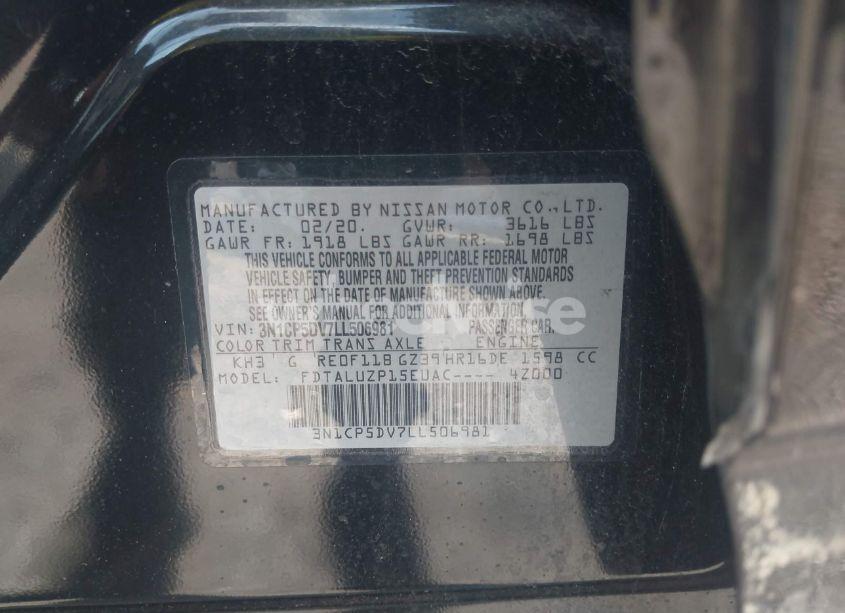 MANUFACTURED BY NISSAN MOTOR CO.,LTD.
DATE: 02/20. GVWR: 3616 LBS
GAWR FR: 1918 LBS GAWR RR: 1698 LBS
THIS VEHICLE CONFORMS TO ALL APPLICABLE FEDERAL MOTOR
VEHICLE SAFETY, BUMPER AND THEFT PREVENTION STANDARDS
IN EFFECT ON THE DATE OF MANUFACTURE SHOWN ABOVE.
SEE OWNER'S MANUAL FOR ADDITIONAL INFORMATION
VIN: 3N1CP5DV7LL506981 PASSENGER CAR.
COLOR TRIM TRANS AXLE ENGINE
KH3 G RE0F11B GZ39 HR16DE 1598 CC
MODEL: FDTALUZP15EUAC---- 4Z000
3N1CP5DV7LL506981